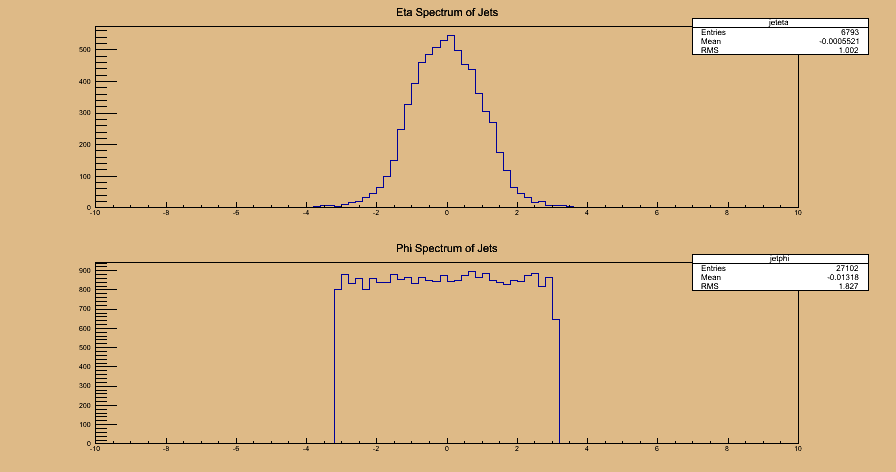 Eta Spectrum of Jets
jeteta
Entries 6793
Mean -0.0005521
RMS 1.002
500
400
300
200
100
0
-10 -8 -6 -4 -2 0 2 4 6 8 10
Phi Spectrum of Jets
jetphi
Entries 27102
Mean -0.01318
RMS 1.827
900
800
700
600
500
400
300
200
100
0
-10 -8 -6 -4 -2 0 2 4 6 8 10